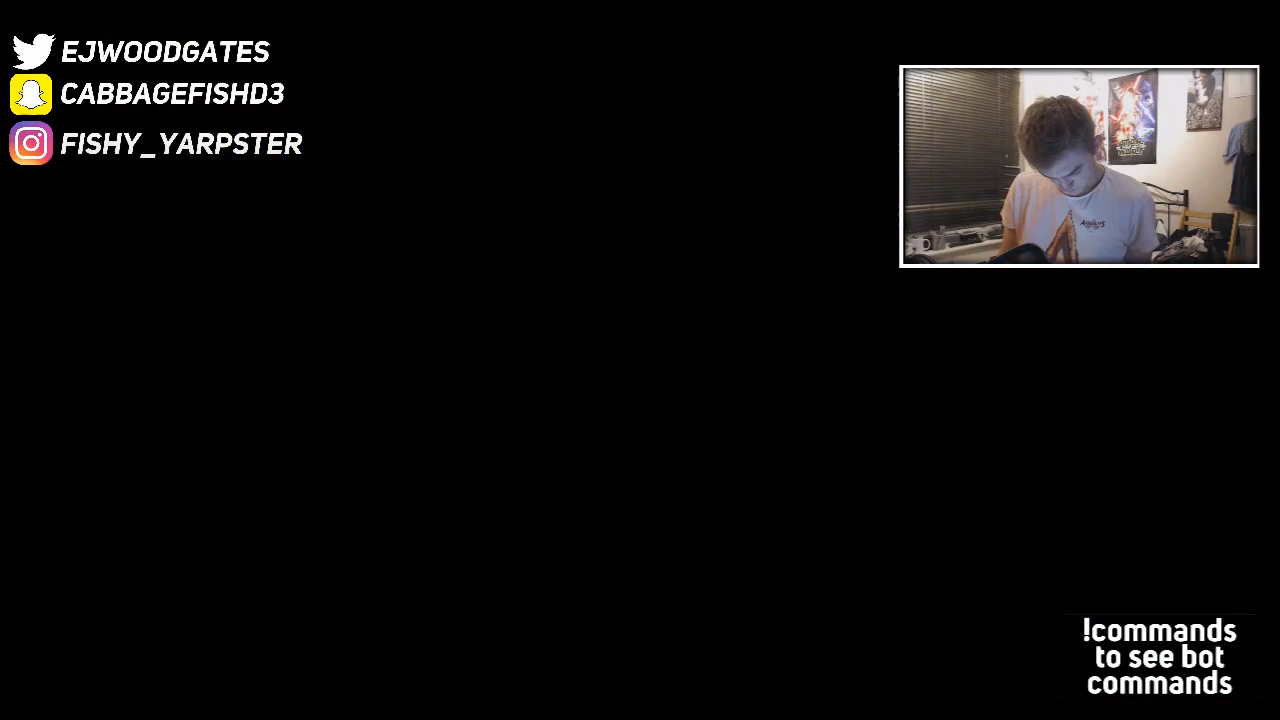 EJWOODGATES
CABBAGEFISHD3
FISHY_YARPSTER
!commands
to see bot
commands